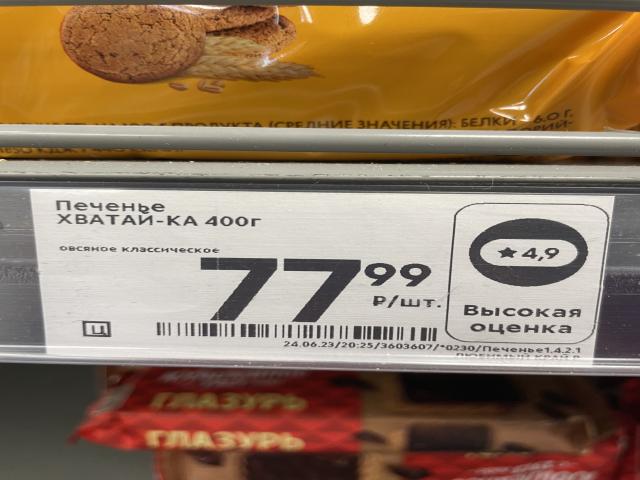 ПРОДУКТА (СРЕДНИЕ ЗНАЧЕНИЯ): БЕЛКИ 6.0 Г.
Печенье
ХВАТАЙ-КА 400г
овсяное классическое
77 99
₽/шт.
★ 4,9
Высокая
оценка
Ц
24.06.23/20:25/3603607/*0230/Печенье1.4.2.1
ГЛАЗУРЬ
ГЛАЗУРЬ